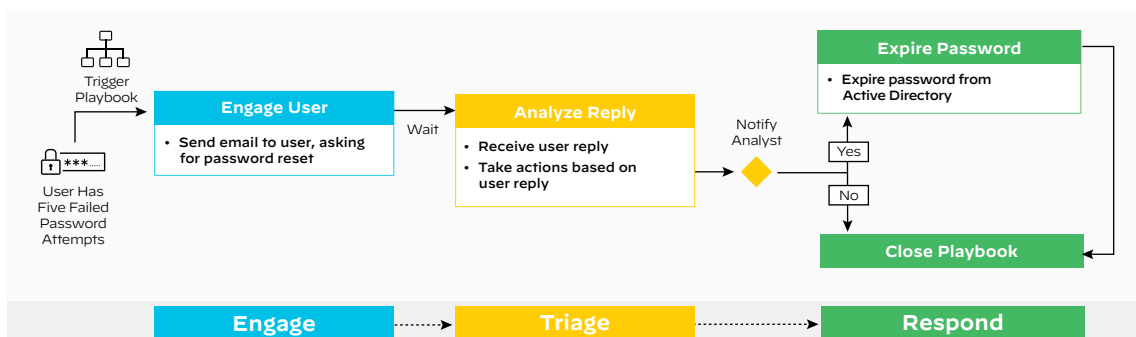 Trigger
Playbook
***.....
User Has
Five Failed
Password
Attempts
Engage User
• Send email to user, asking
for password reset
Wait
Analyze Reply
• Receive user reply
• Take actions based on
user reply
Notify
Analyst
Yes
No
Expire Password
• Expire password from
Active Directory
Close Playbook
Engage
Triage
Respond